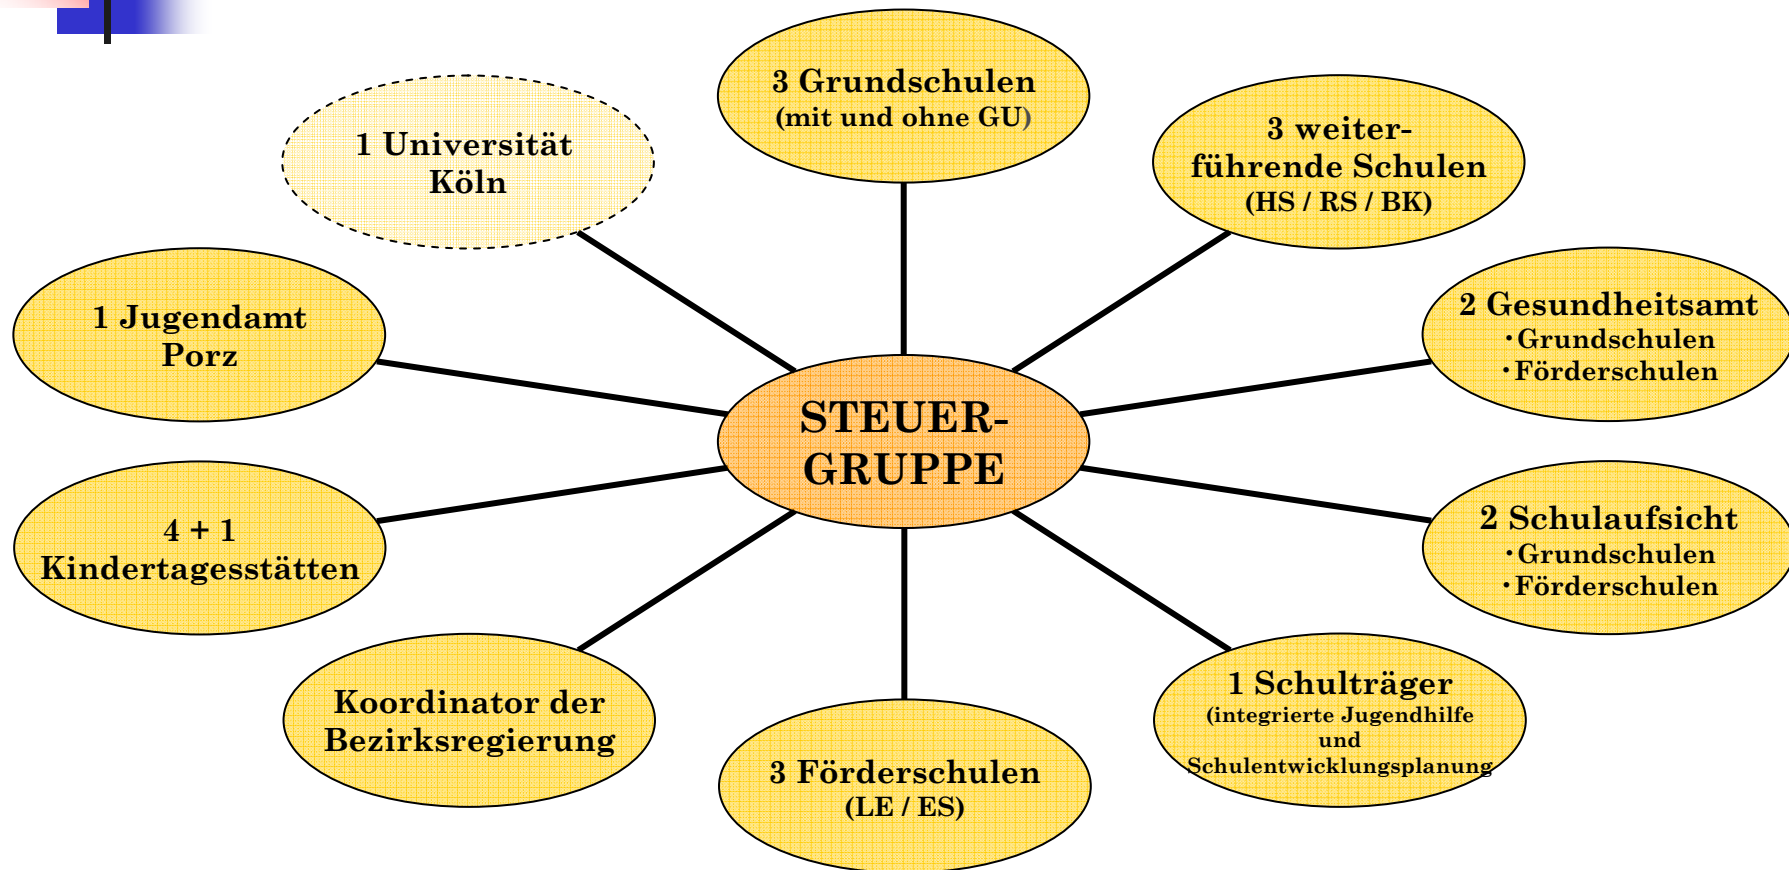 3 Grundschulen
(mit und ohne GU)
1 Universität
Köln
3 weiter-
führende Schulen
(HS / RS / BK)
1 Jugendamt
Porz
2 Gesundheitsamt
·Grundschulen
·Förderschulen
STEUER-
GRUPPE
4 + 1
Kindertagesstätten
2 Schulaufsicht
·Grundschulen
·Förderschulen
Koordinator der
Bezirksregierung
3 Förderschulen
(LE / ES)
1 Schulträger
(integrierte Jugendhilfe
und
Schulentwicklungsplanung